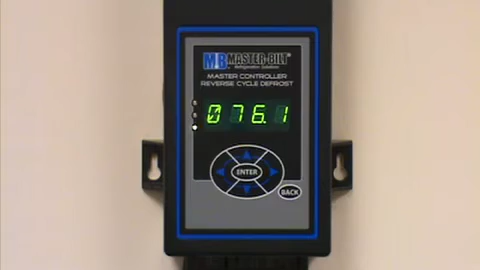 MB MASTER-BILT
Refrigeration Solutions
MASTER CONTROLLER
REVERSE CYCLE DEFROST
076.1
ENTER
BACK